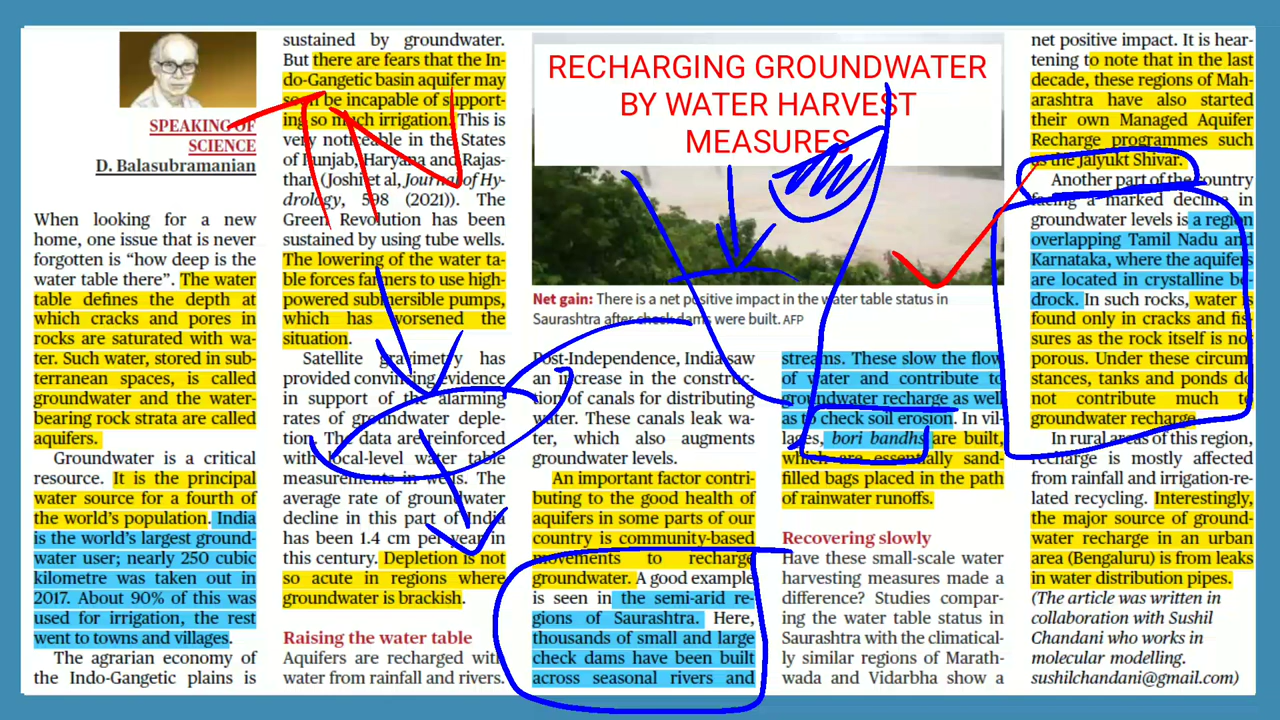 SPEAKING OF
SCIENCE
D. Balasubramanian
When looking for a new
home, one issue that is never
forgotten is “how deep is the
water table there”. The water
table defines the depth at
which cracks and pores in
rocks are saturated with wa-
ter. Such water, stored in sub-
terranean spaces, is called
groundwater and the water-
bearing rock strata are called
aquifers.
Groundwater is a critical
resource. It is the principal
water source for a fourth of
the world’s population. India
is the world’s largest ground-
water user; nearly 250 cubic
kilometre was taken out in
2017. About 90% of this was
used for irrigation, the rest
went to towns and villages.
The agrarian economy of
the Indo-Gangetic plains is
sustained by groundwater.
But there are fears that the In-
do-Gangetic basin aquifer may
soon be incapable of support-
ing so much irrigation. This is
very noticeable in the States
of Punjab, Haryana and Rajas-
than (Joshi et al, Journal of Hy-
drology, 598 (2021)). The
Green Revolution has been
sustained by using tube wells.
The lowering of the water ta-
ble forces farmers to use high-
powered submersible pumps,
which has worsened the
situation.
Satellite gravimetry has
provided convincing evidence
in support of the alarming
rates of groundwater deple-
tion. The data are reinforced
with local-level water table
measurements in wells. The
average rate of groundwater
decline in this part of India
has been 1.4 cm per year in
this century. Depletion is not
so acute in regions where
groundwater is brackish.
Raising the water table
Aquifers are recharged with
water from rainfall and rivers.
RECHARGING GROUNDWATER
BY WATER HARVEST
MEASURES
Net gain: There is a net positive impact in the water table status in
Saurashtra after check dams were built. AFP
Post-Independence, India saw
an increase in the construc-
tion of canals for distributing
water. These canals leak wa-
ter, which also augments
groundwater levels.
An important factor contri-
buting to the good health of
aquifers in some parts of our
country is community-based
movements to recharge
groundwater. A good example
is seen in the semi-arid re-
gions of Saurashtra. Here,
thousands of small and large
check dams have been built
across seasonal rivers and
streams. These slow the flow
of water and contribute to
groundwater recharge as well
as to check soil erosion. In vil-
lages, bori bandhs are built,
which are essentially sand-
filled bags placed in the path
of rainwater runoffs.
Recovering slowly
Have these small-scale water
harvesting measures made a
difference? Studies compar-
ing the water table status in
Saurashtra with the climatical-
ly similar regions of Marath-
wada and Vidarbha show a
net positive impact. It is hear-
tening to note that in the last
decade, these regions of Mah-
arashtra have also started
their own Managed Aquifer
Recharge programmes such
as the Jalyukt Shivar.
Another part of the country
facing a marked decline in
groundwater levels is a region
overlapping Tamil Nadu and
Karnataka, where the aquifers
are located in crystalline be-
drock. In such rocks, water is
found only in cracks and fis-
sures as the rock itself is not
porous. Under these circum-
stances, tanks and ponds do
not contribute much to
groundwater recharge.
In rural areas of this region,
recharge is mostly affected
from rainfall and irrigation-re-
lated recycling. Interestingly,
the major source of ground-
water recharge in an urban
area (Bengaluru) is from leaks
in water distribution pipes.
(The article was written in
collaboration with Sushil
Chandani who works in
molecular modelling.
sushilchandani@gmail.com)